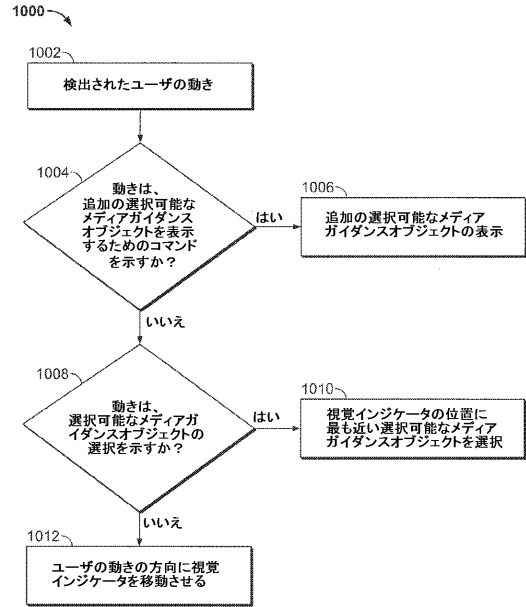 1000
1002
検出されたユーザの動き
1004
動きは、
追加の選択可能な
メディアガイダンス
オブジェクトを表示
するためのコマンド
を示すか?
はい
1006
追加の選択可能なメディア
ガイダンスオブジェクトの表示
いいえ
1008
動きは、
選択可能なメディアガ
イダンスオブジェクトの
選択を示すか?
はい
1010
視覚インジケータの位置に
最も近い選択可能なメディア
ガイダンスオブジェクトを選択
いいえ
1012
ユーザの動きの方向に視覚
インジケータを移動させる